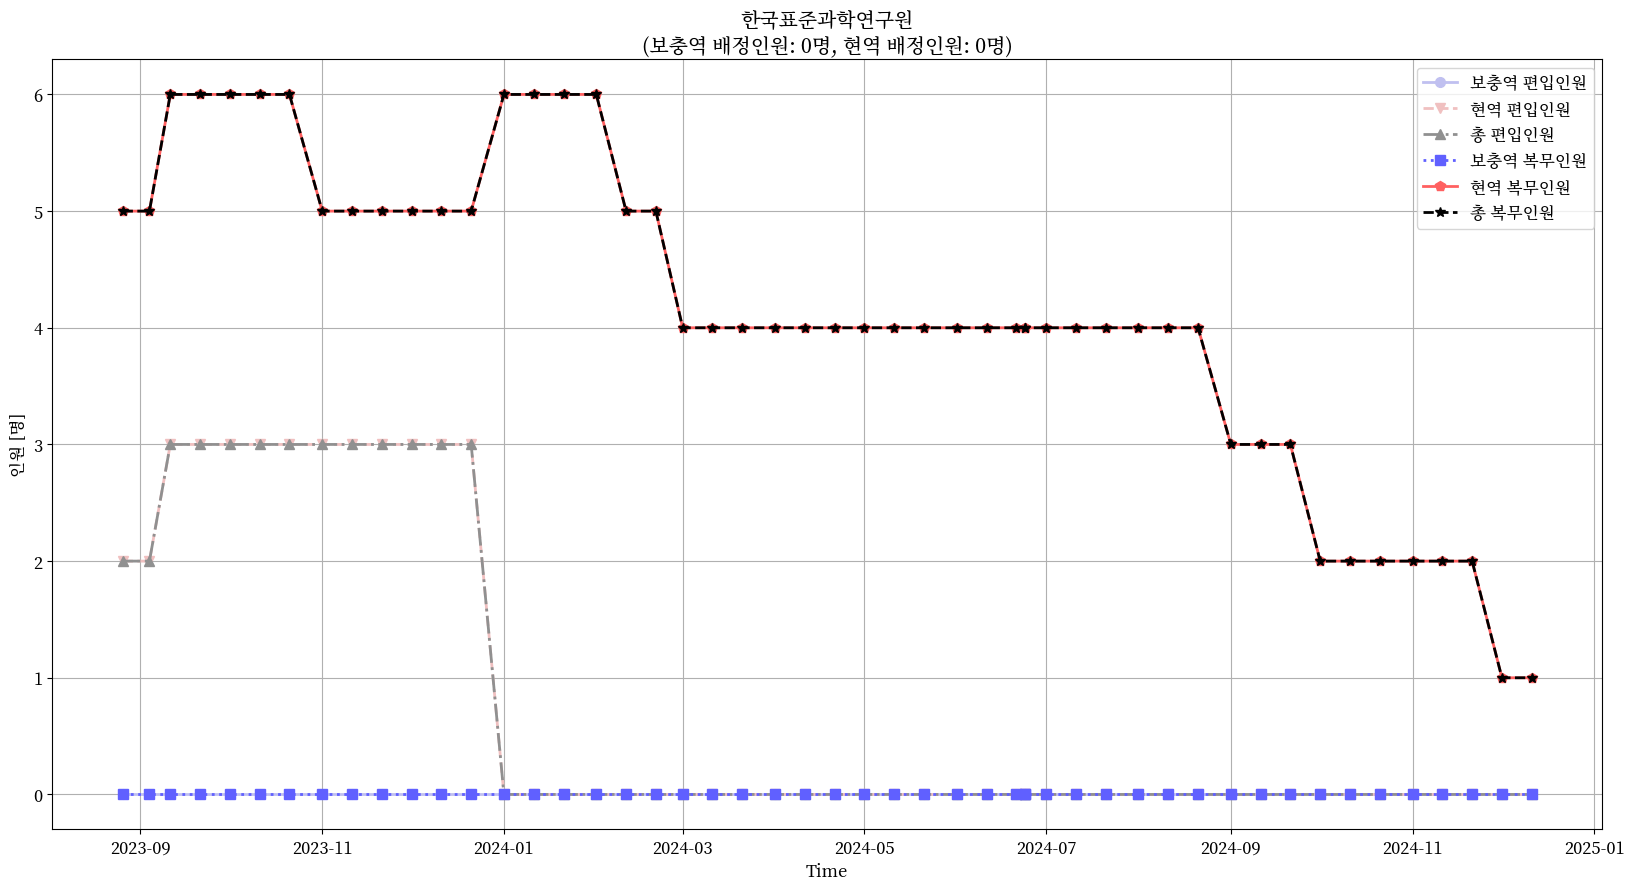 한국표준과학연구원
(보충역 배정인원: 0명, 현역 배정인원: 0명)
보충역 편입인원
현역 편입인원
총 편입인원
보충역 복무인원
현역 복무인원
총 복무인원
인원 [명]
6
5
4
3
2
1
0
2023-09
2023-11
2024-01
2024-03
2024-05
2024-07
2024-09
2024-11
2025-01
Time